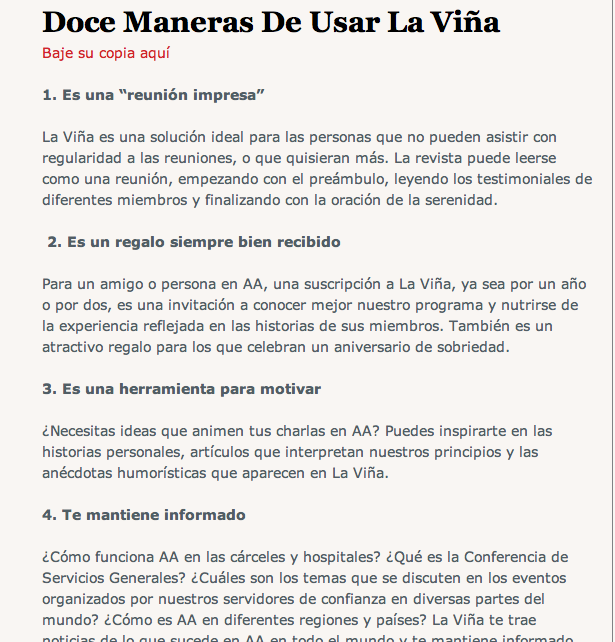 Doce Maneras De Usar La Viña
Baje su copia aquí
1. Es una “reunión impresa”
La Viña es una solución ideal para las personas que no pueden asistir con
regularidad a las reuniones, o que quisieran más. La revista puede leerse
como una reunión, empezando con el preámbulo, leyendo los testimoniales de
diferentes miembros y finalizando con la oración de la serenidad.
2. Es un regalo siempre bien recibido
Para un amigo o persona en AA, una suscripción a La Viña, ya sea por un año
o por dos, es una invitación a conocer mejor nuestro programa y nutrirse de
la experiencia reflejada en las historias de sus miembros. También es un
atractivo regalo para los que celebran un aniversario de sobriedad.
3. Es una herramienta para motivar
¿Necesitas ideas que animen tus charlas en AA? Puedes inspirarte en las
historias personales, artículos que interpretan nuestros principios y las
anécdotas humorísticas que aparecen en La Viña.
4. Te mantiene informado
¿Cómo funciona AA en las cárceles y hospitales? ¿Qué es la Conferencia de
Servicios Generales? ¿Cuáles son los temas que se discuten en los eventos
organizados por nuestros servidores de confianza en diversas partes del
mundo? ¿Cómo es AA en diferentes regiones y países? La Viña te trae
noticias de lo que sucede en AA en todo el mundo y te mantiene informado